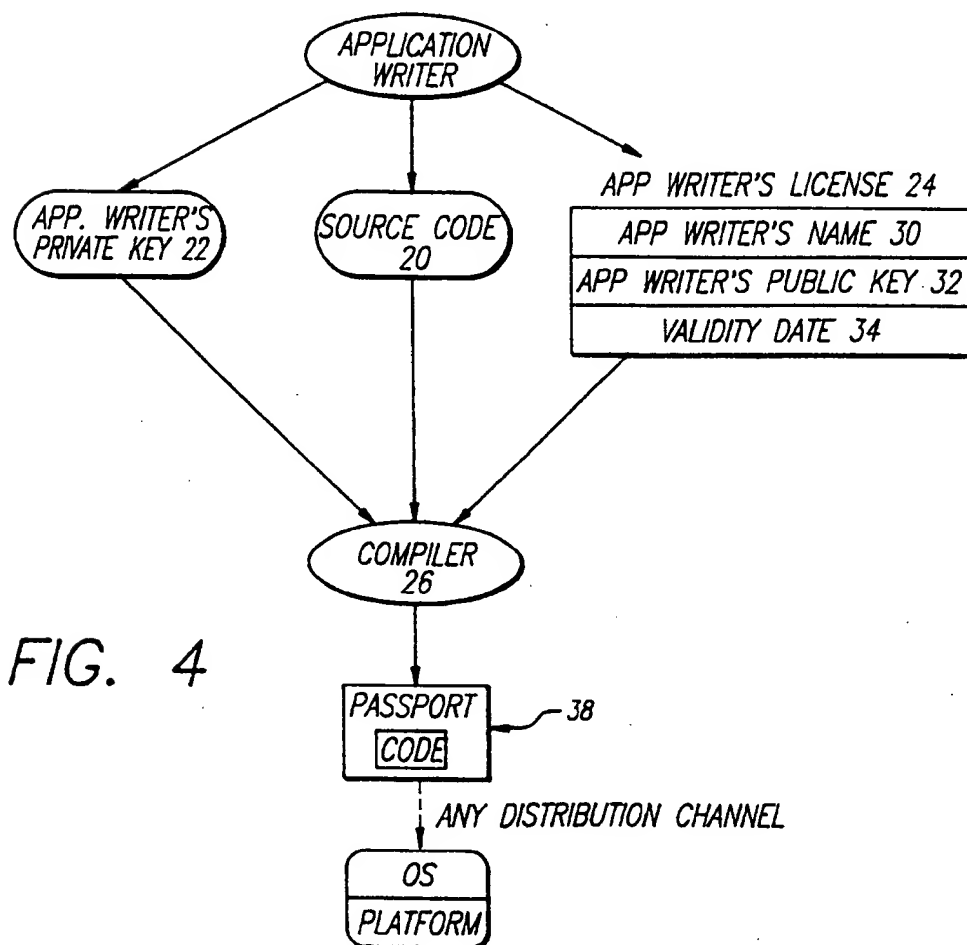 APPLICATION
WRITER
APP. WRITER'S
PRIVATE KEY 22
SOURCE CODE
20
APP WRITER'S LICENSE 24
APP WRITER'S NAME 30
APP WRITER'S PUBLIC KEY 32
VALIDITY DATE 34
COMPILER
26
FIG. 4
PASSPORT
CODE
38
ANY DISTRIBUTION CHANNEL
OS
PLATFORM